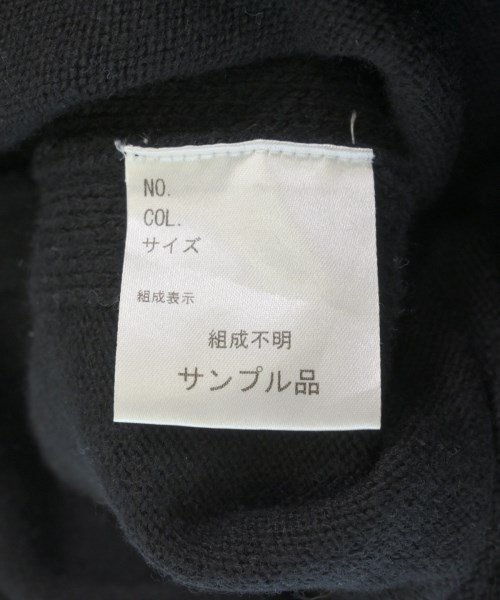 NO.
COL.
サイズ
組成表示
組成不明
サンプル品